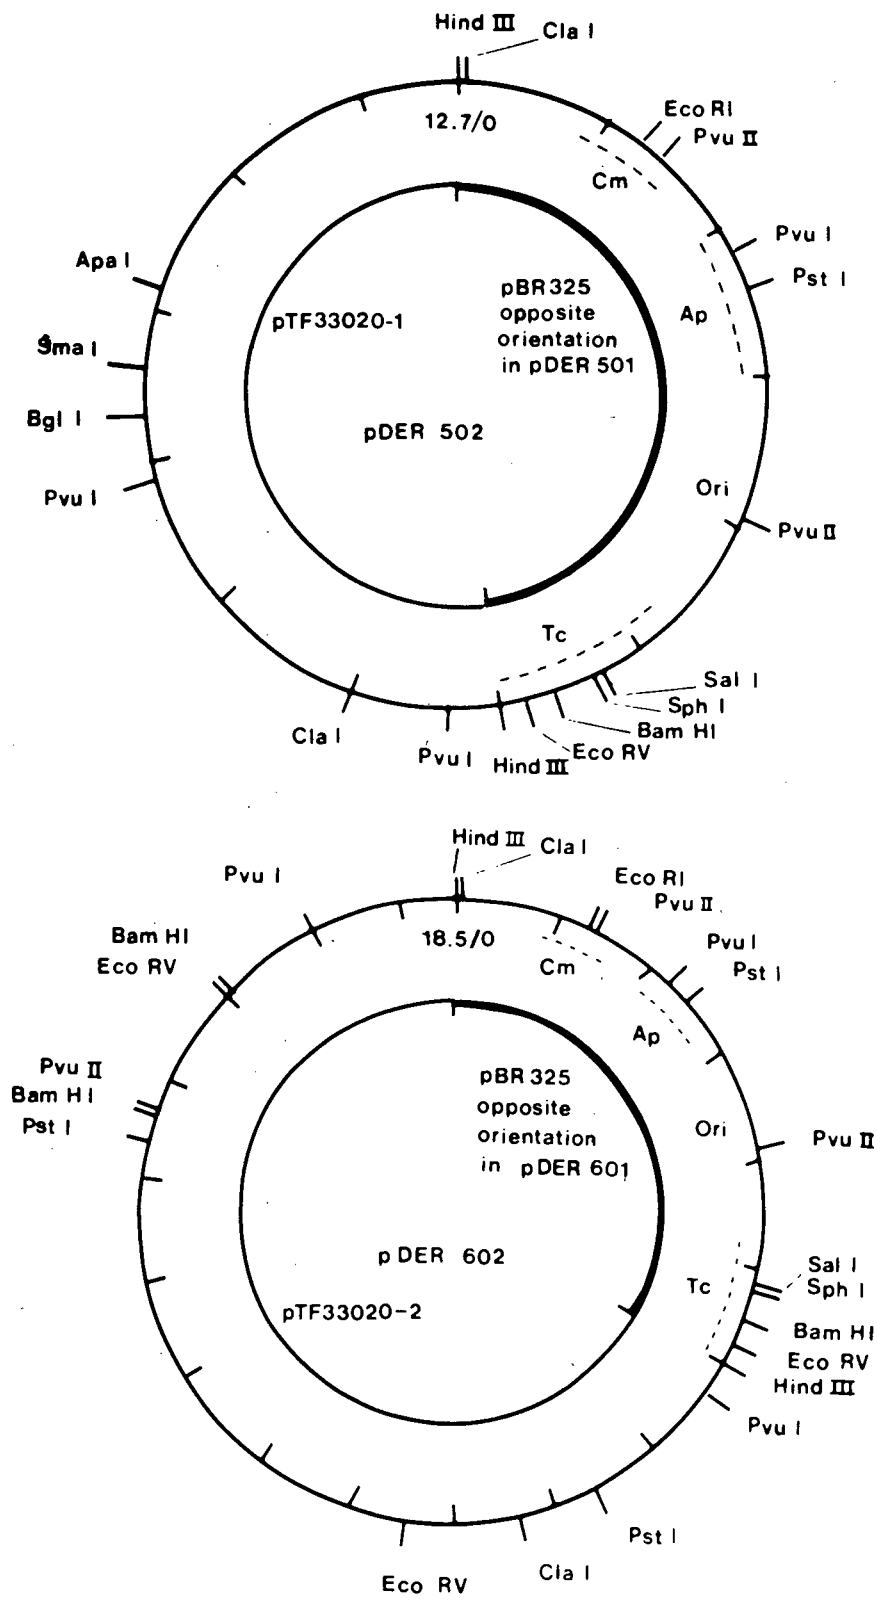 Hind III
Cla I
12.7/0
Eco RI
Pvu II
Cm
Pvu I
Pst I
Ap
Apa I
Sma I
Bgl I
Pvu I
pTF33020-1
pBR325
opposite
orientation
in pDER 501
pDER 502
Ori
Pvu II
Tc
Sal I
Sph I
Bam HI
Eco RV
Hind III
Pvu I
Cla I
Hind III
Cla I
18.5/0
Pvu I
Bam HI
Eco RV
Eco RI
Pvu II
Cm
Pvu I
Pst I
Ap
Pvu II
Bam HI
Pst I
pBR325
opposite
orientation
in pDER 601
Ori
Pvu II
pDER 602
pTF33020-2
Tc
Sal I
Sph I
Bam HI
Eco RV
Hind III
Pvu I
Pst I
Cla I
Eco RV